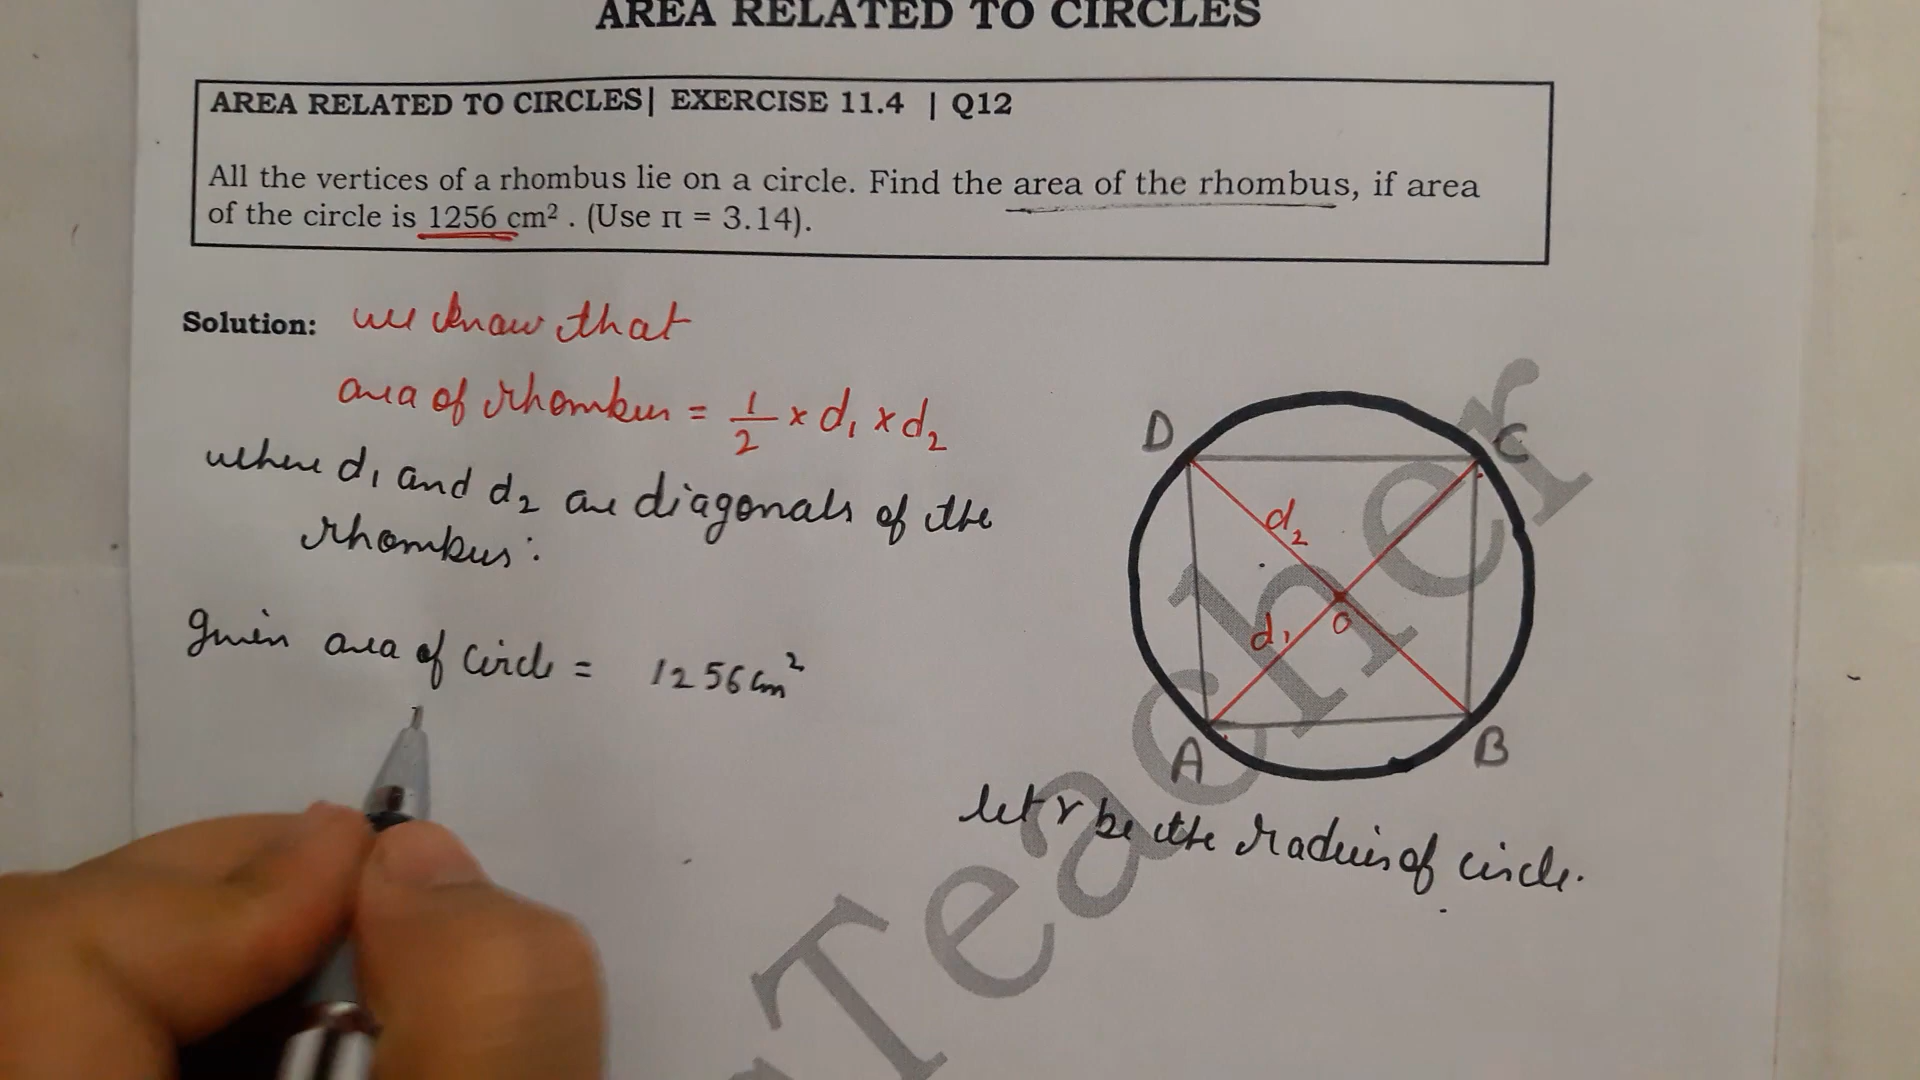 AREA RELATED TO CIRCLES
AREA RELATED TO CIRCLES| EXERCISE 11.4 | Q12
All the vertices of a rhombus lie on a circle. Find the area of the rhombus, if area
of the circle is 1256 cm² . (Use π = 3.14).
Solution: we know that
area of rhombus = 1/2 × d₁ × d₂
where d₁ and d₂ are diagonals of the
rhombus:
Given area of circle = 1256 cm²
D
C
d₂
d₁
O
A
B
let r be the radius of circle.
Teacher